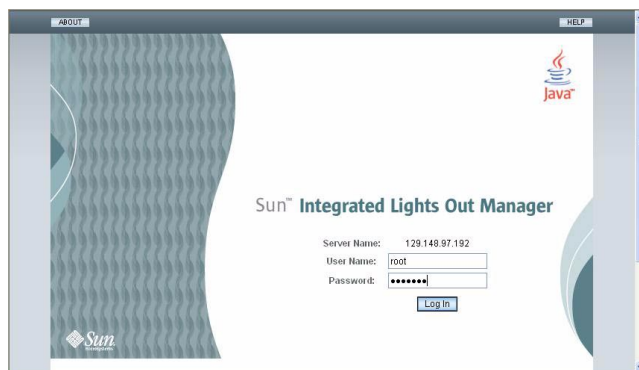 ABOUT
HELP
Java™
Sun™ Integrated Lights Out Manager
Server Name: 129.148.97.192
User Name: root
Password: •••••••
Log In
Sun